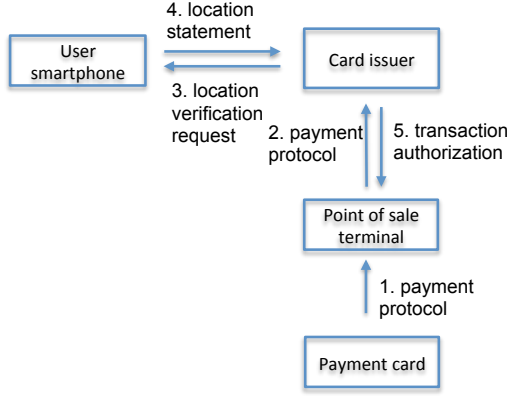 4. location
statement
User
smartphone
Card issuer
3. location
verification
request
2. payment
protocol
5. transaction
authorization
Point of sale
terminal
1. payment
protocol
Payment card